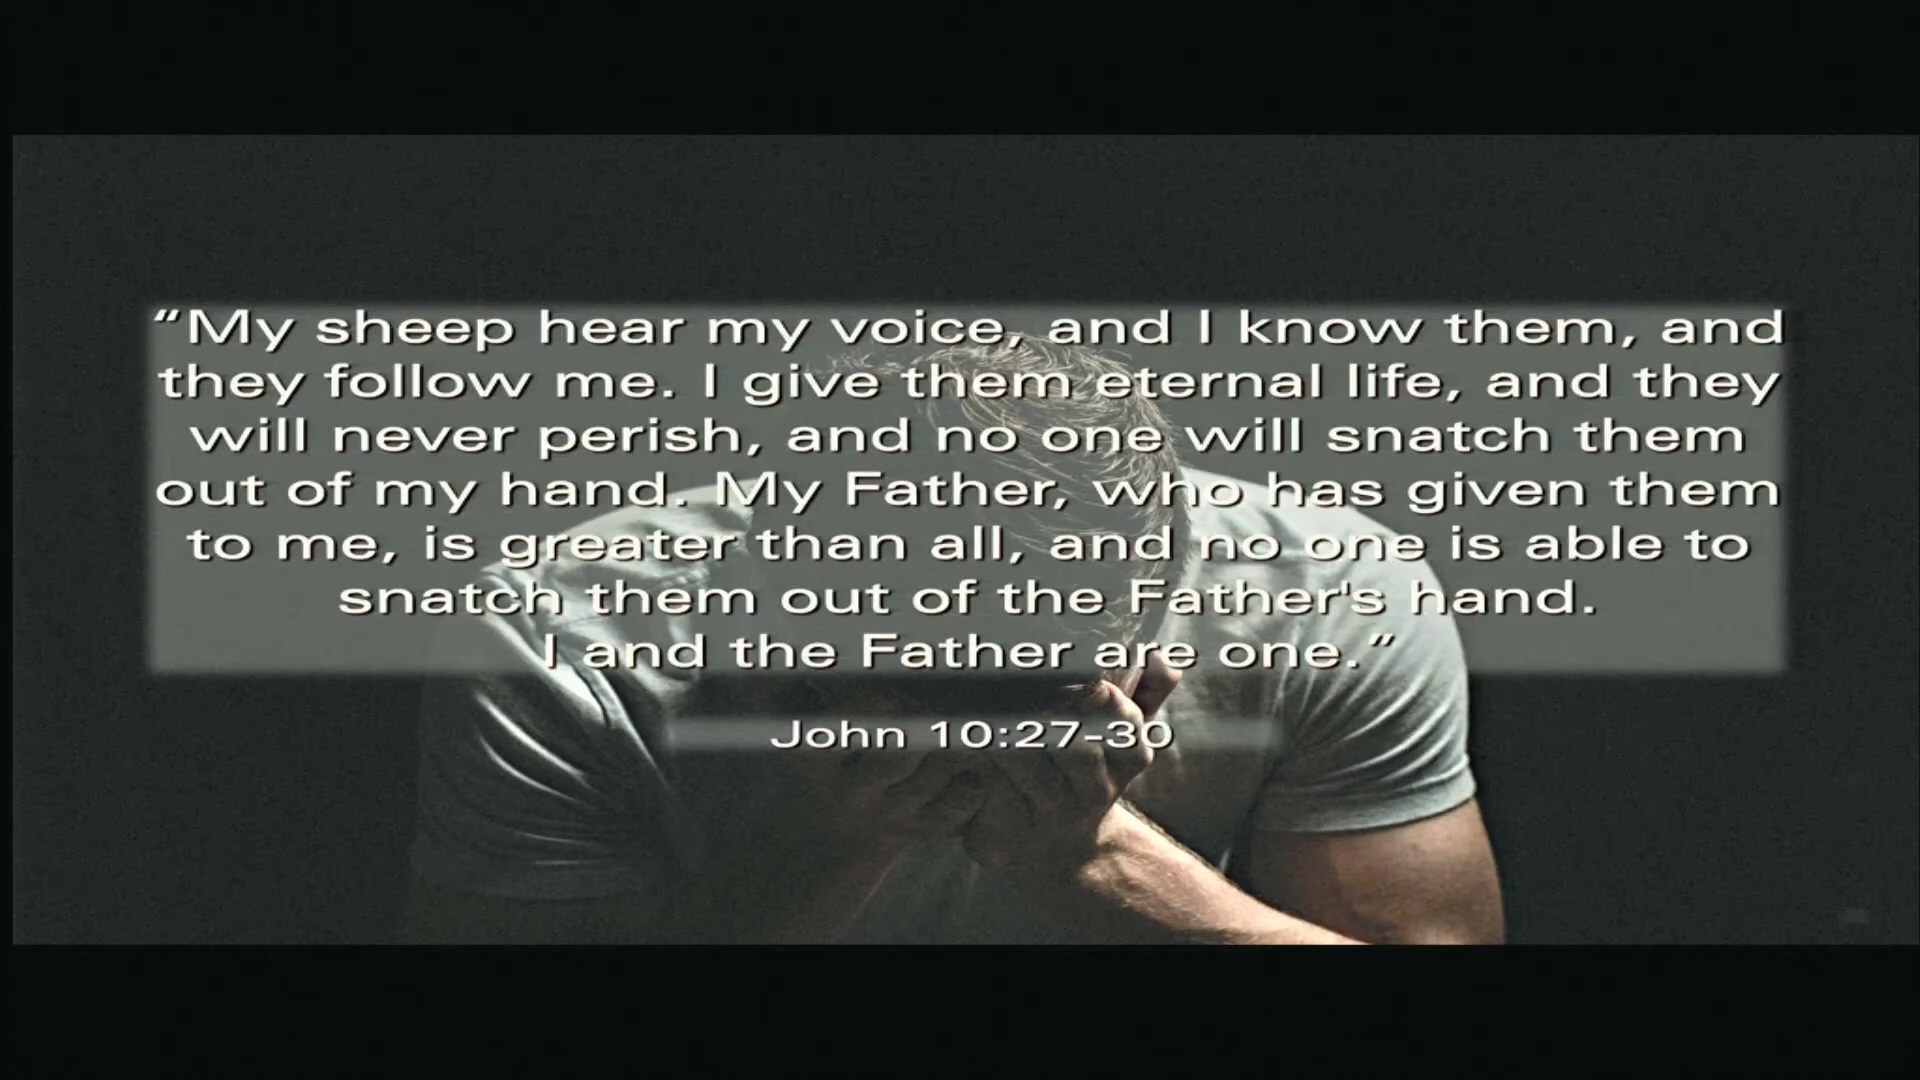 “My sheep hear my voice, and I know them, and
they follow me. I give them eternal life, and they
will never perish, and no one will snatch them
out of my hand. My Father, who has given them
to me, is greater than all, and no one is able to
snatch them out of the Father's hand.
I and the Father are one.”
John 10:27-30